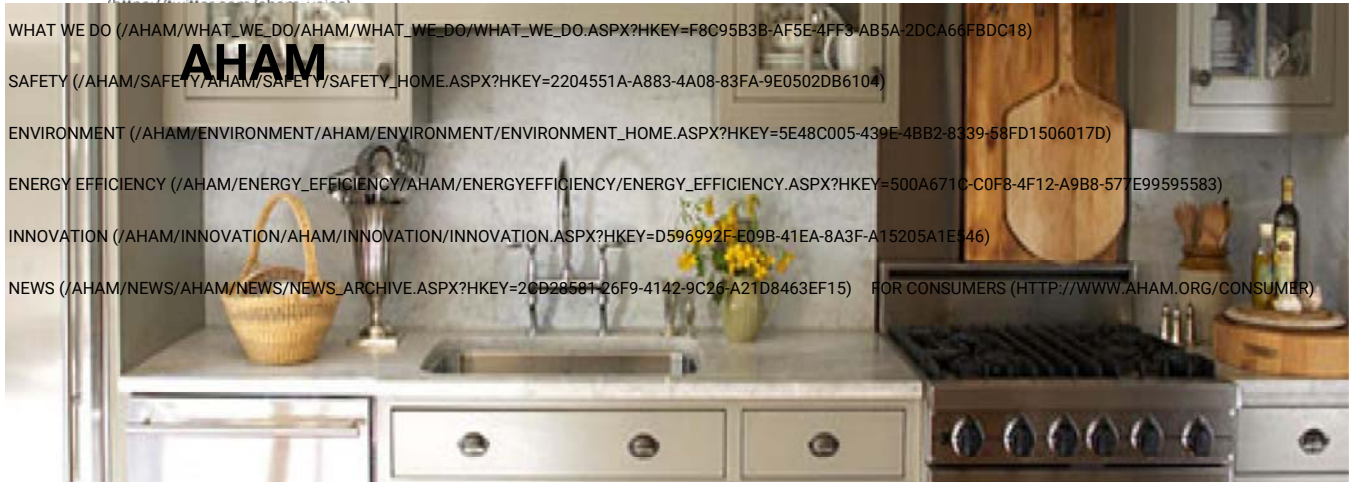 (https://twitter.com/aham_voice)
WHAT WE DO (/AHAM/WHAT_WE_DO/AHAM/WHAT_WE_DO/WHAT_WE_DO.ASPX?HKEY=F8C95B3B-AF5E-4FF3-AB5A-2DCA66FBDC18)
AHAM
SAFETY (/AHAM/SAFETY/AHAM/SAFETY/SAFETY_HOME.ASPX?HKEY=2204551A-A883-4A08-83FA-9E0502DB6104)
ENVIRONMENT (/AHAM/ENVIRONMENT/AHAM/ENVIRONMENT/ENVIRONMENT_HOME.ASPX?HKEY=5E48C005-439E-4BB2-8339-58FD1506017D)
ENERGY EFFICIENCY (/AHAM/ENERGY_EFFICIENCY/AHAM/ENERGYEFFICIENCY/ENERGY_EFFICIENCY.ASPX?HKEY=500A671C-C0F8-4F12-A9B8-577E99595583)
INNOVATION (/AHAM/INNOVATION/AHAM/INNOVATION/INNOVATION.ASPX?HKEY=D596992F-E09B-41EA-8A3F-A15205A1E546)
NEWS (/AHAM/NEWS/AHAM/NEWS/NEWS_ARCHIVE.ASPX?HKEY=2CD28581-26F9-4142-9C26-A21D8463EF15) FOR CONSUMERS (HTTP://WWW.AHAM.ORG/CONSUMER)